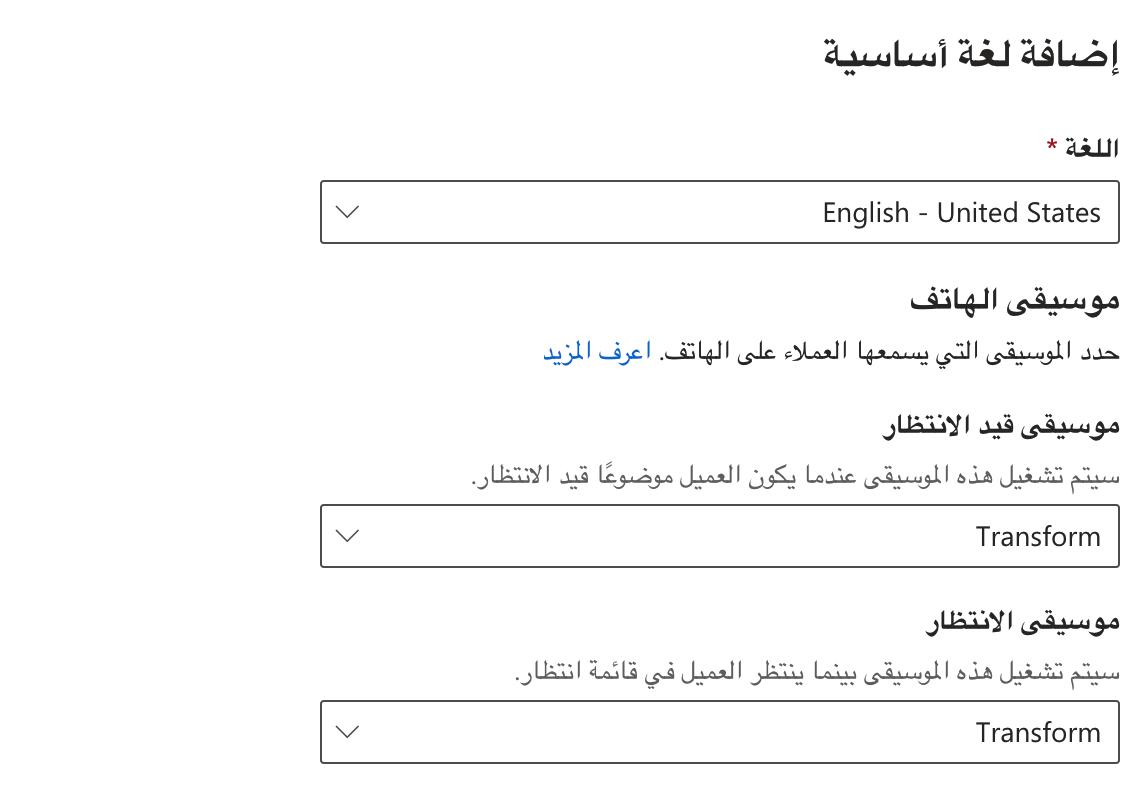 إضافة لغة أساسية
اللغة *
English - United States
موسيقى الهاتف
حدد الموسيقى التي يسمعها العملاء على الهاتف. اعرف المزيد
موسيقى قيد الانتظار
سيتم تشغيل هذه الموسيقى عندما يكون العميل موضوعًا قيد الانتظار.
Transform
موسيقى الانتظار
سيتم تشغيل هذه الموسيقى بينما ينتظر العميل في قائمة انتظار.
Transform